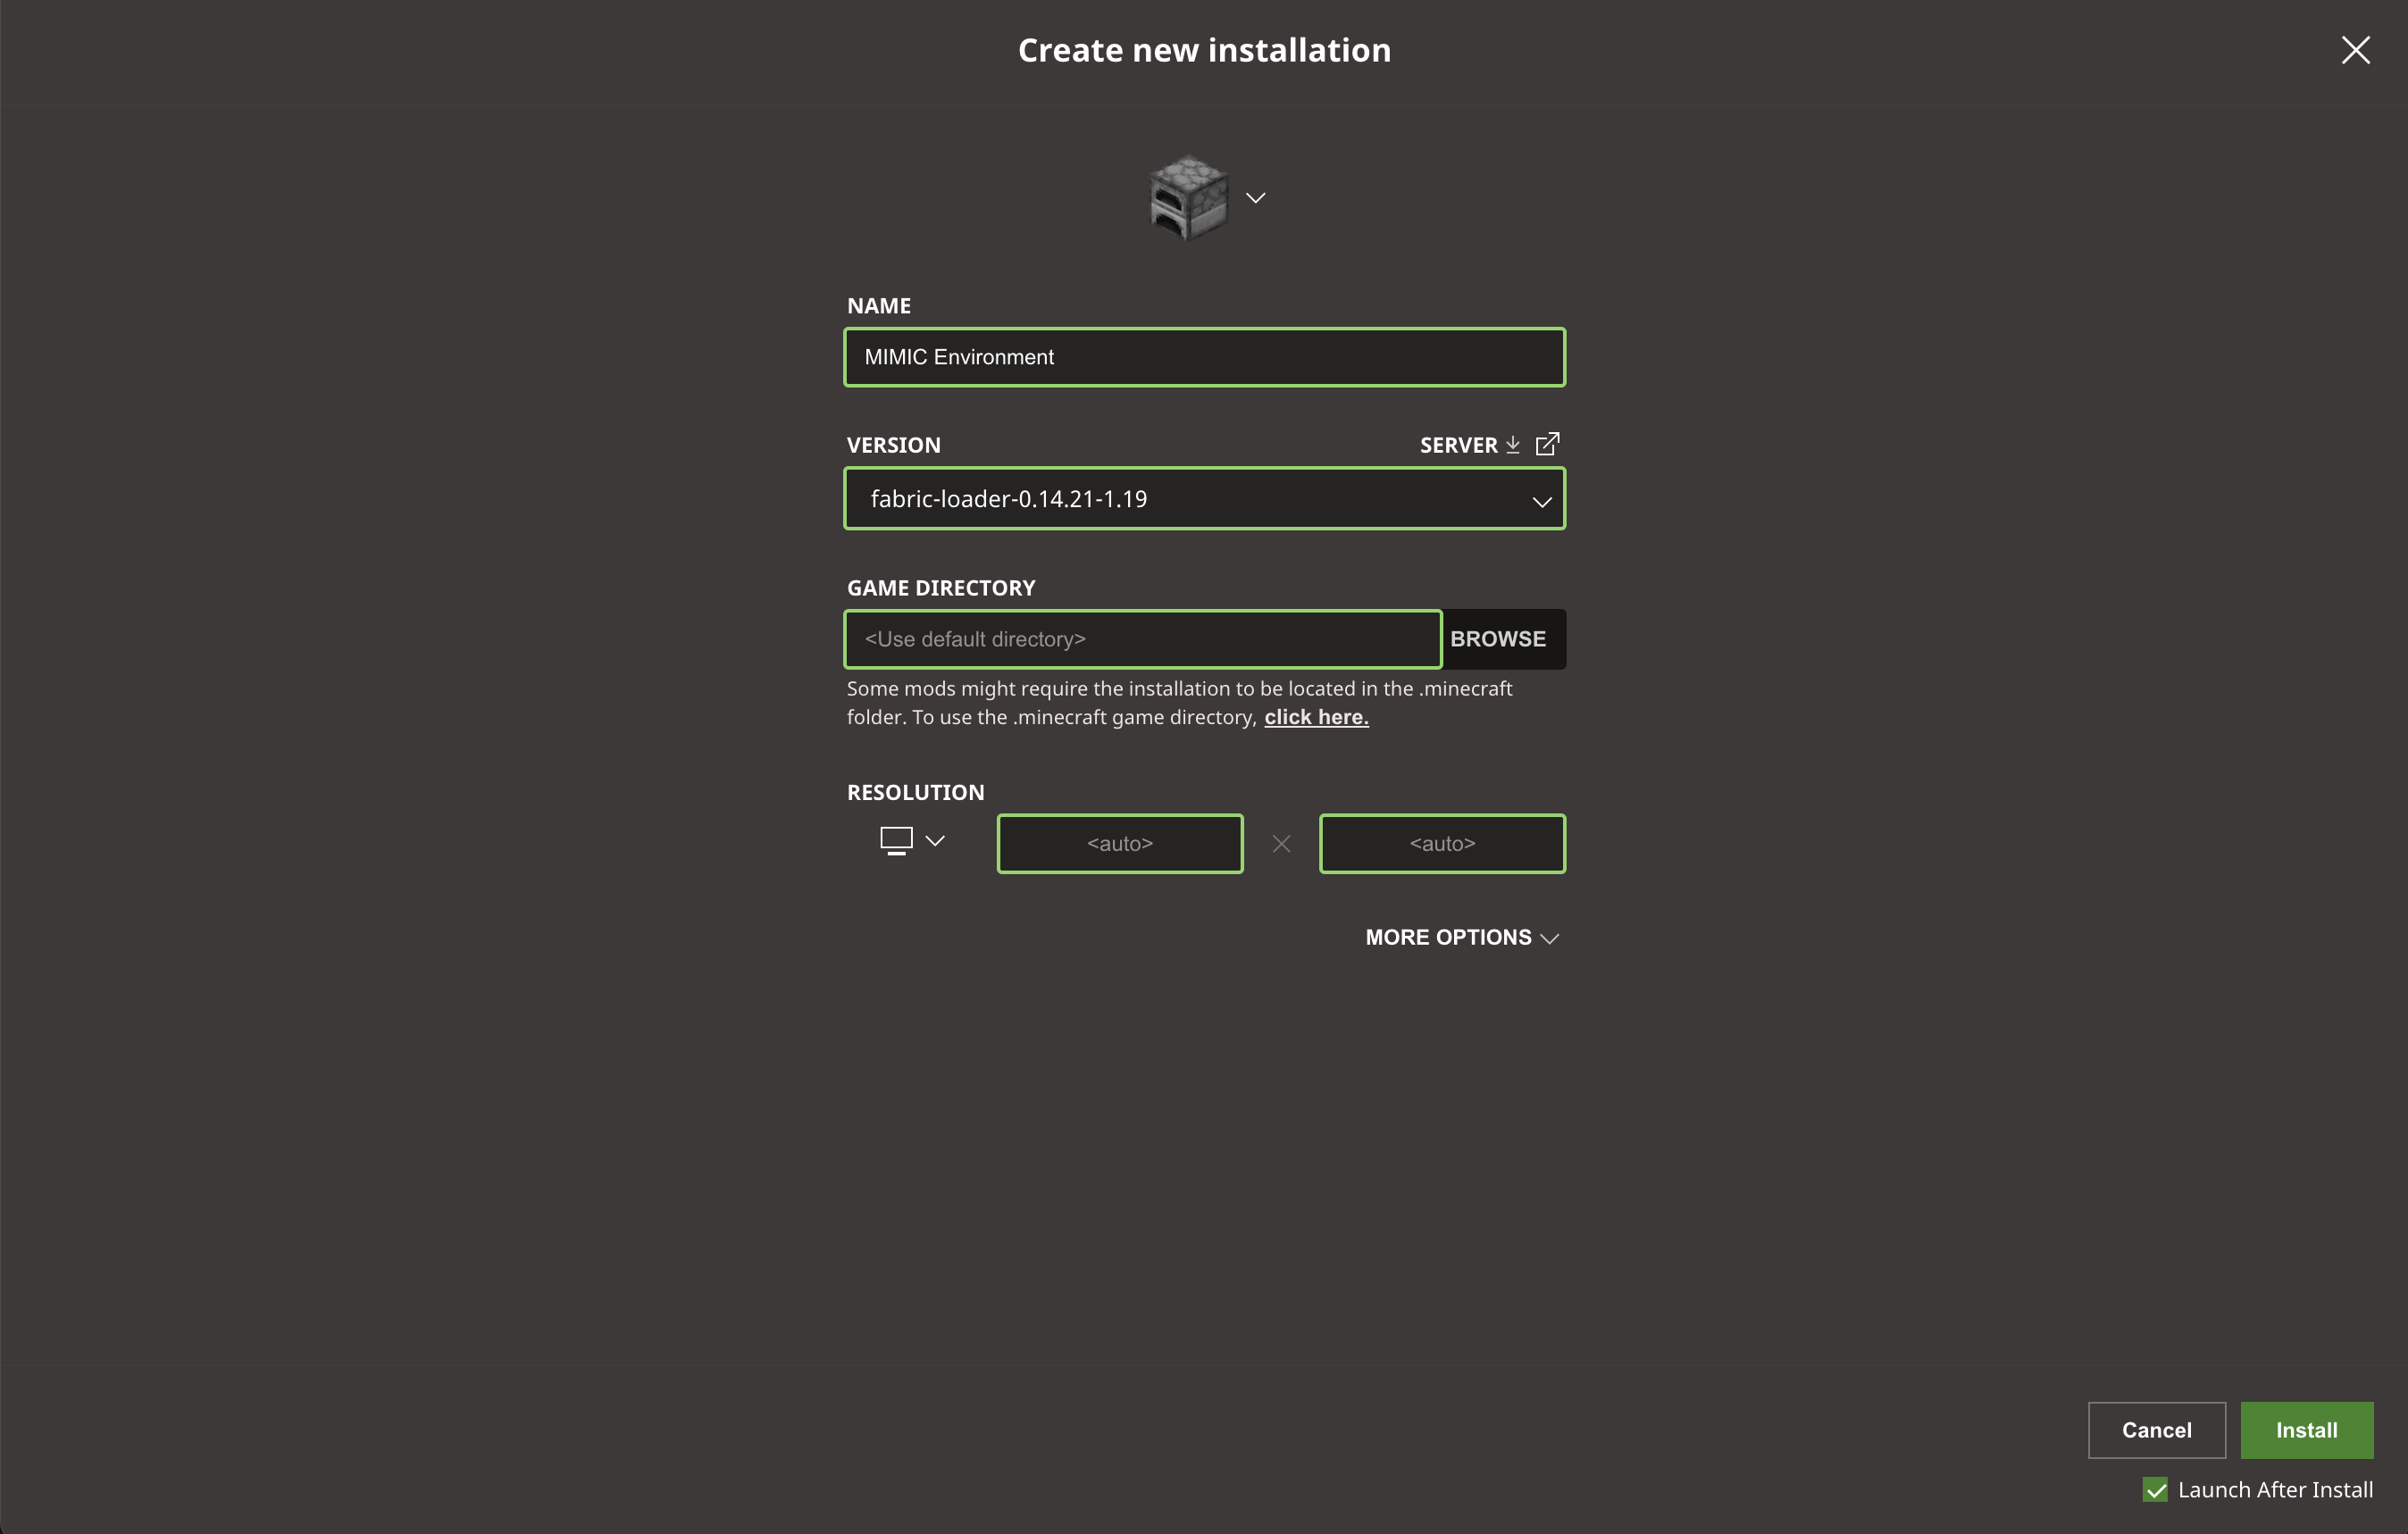 Create new installation
NAME
MIMIC Environment
VERSION
SERVER
fabric-loader-0.14.21-1.19
GAME DIRECTORY
<Use default directory>
BROWSE
Some mods might require the installation to be located in the .minecraft
folder. To use the .minecraft game directory, click here.
RESOLUTION
<auto>
<auto>
MORE OPTIONS
Cancel
Install
Launch After Install